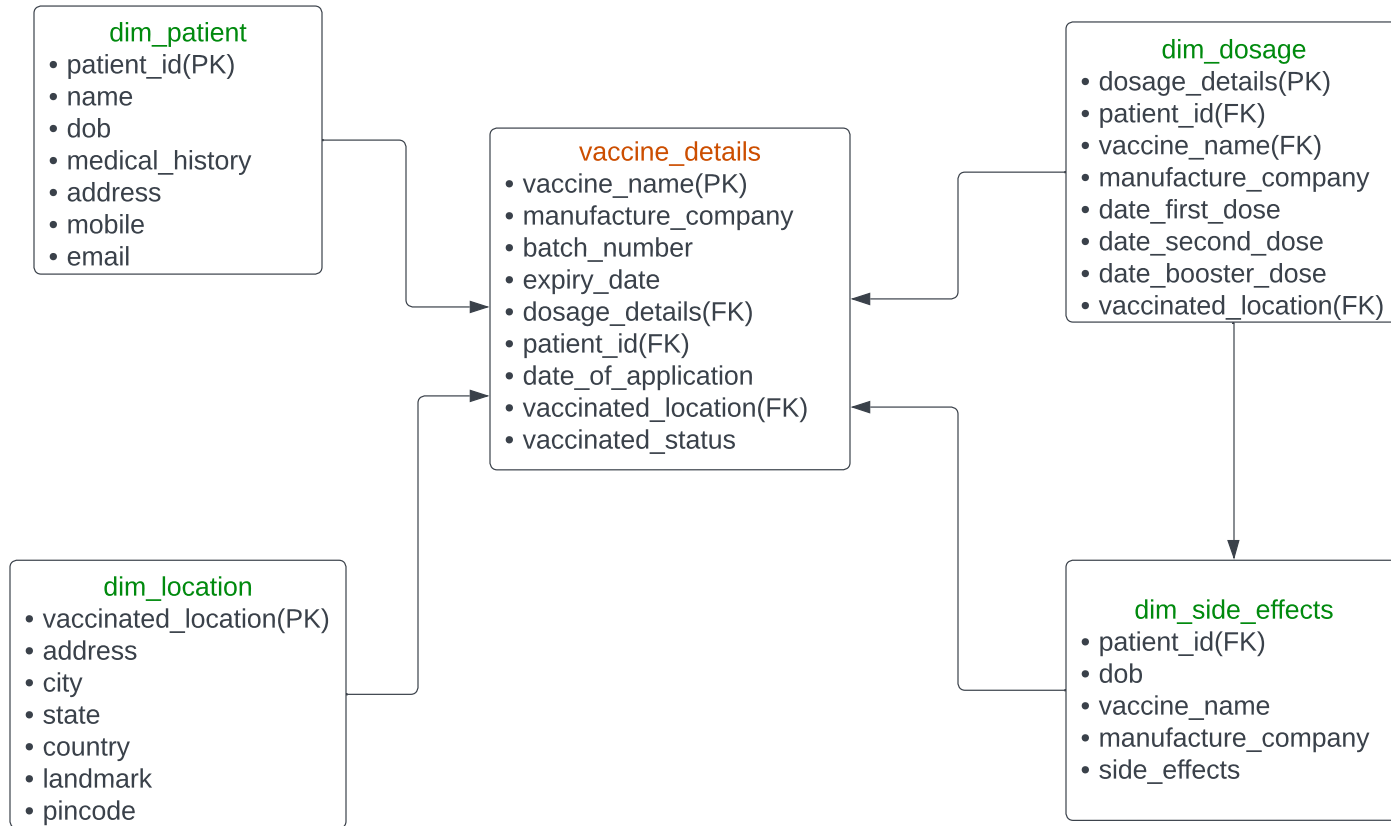 dim_patient
• patient_id(PK)
• name
• dob
• medical_history
• address
• mobile
• email
vaccine_details
• vaccine_name(PK)
• manufacture_company
• batch_number
• expiry_date
• dosage_details(FK)
• patient_id(FK)
• date_of_application
• vaccinated_location(FK)
• vaccinated_status
dim_dosage
• dosage_details(PK)
• patient_id(FK)
• vaccine_name(FK)
• manufacture_company
• date_first_dose
• date_second_dose
• date_booster_dose
• vaccinated_location(FK)
dim_location
• vaccinated_location(PK)
• address
• city
• state
• country
• landmark
• pincode
dim_side_effects
• patient_id(FK)
• dob
• vaccine_name
• manufacture_company
• side_effects